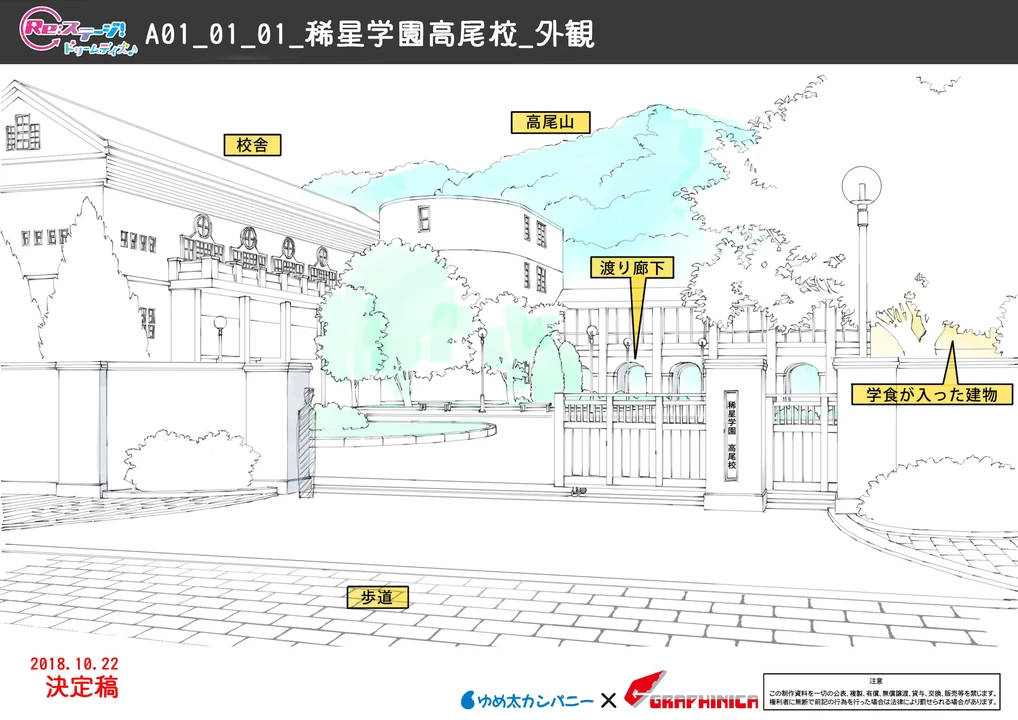 Re:ステージ!
ドリームデイズ♪
A01_01_01_稀星学園高尾校_外観
高尾山
校舎
渡り廊下
学食が入った建物
稀星学園 高尾校
歩道
2018.10.22
決定稿
ゆめ太カンパニー × GRAPHINICA
注意
この制作資料を一切の公表、複製、有償、無償譲渡、貸与、交換、販売等を禁じます。
権利者に無断で前記の行為を行った場合は法律により罰せられる場合があります。